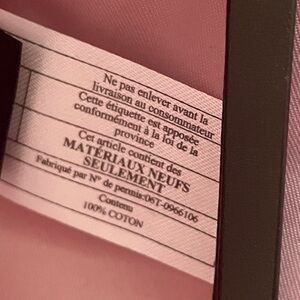 Ne pas enlever avant la
livraison au consommateur
Cette étiquette est apposée
conformément à la loi de la
province
Cet article contient des
MATÉRIAUX NEUFS
SEULEMENT
Fabriqué par N° de permis:06T-0966106
Contenu
100% COTON